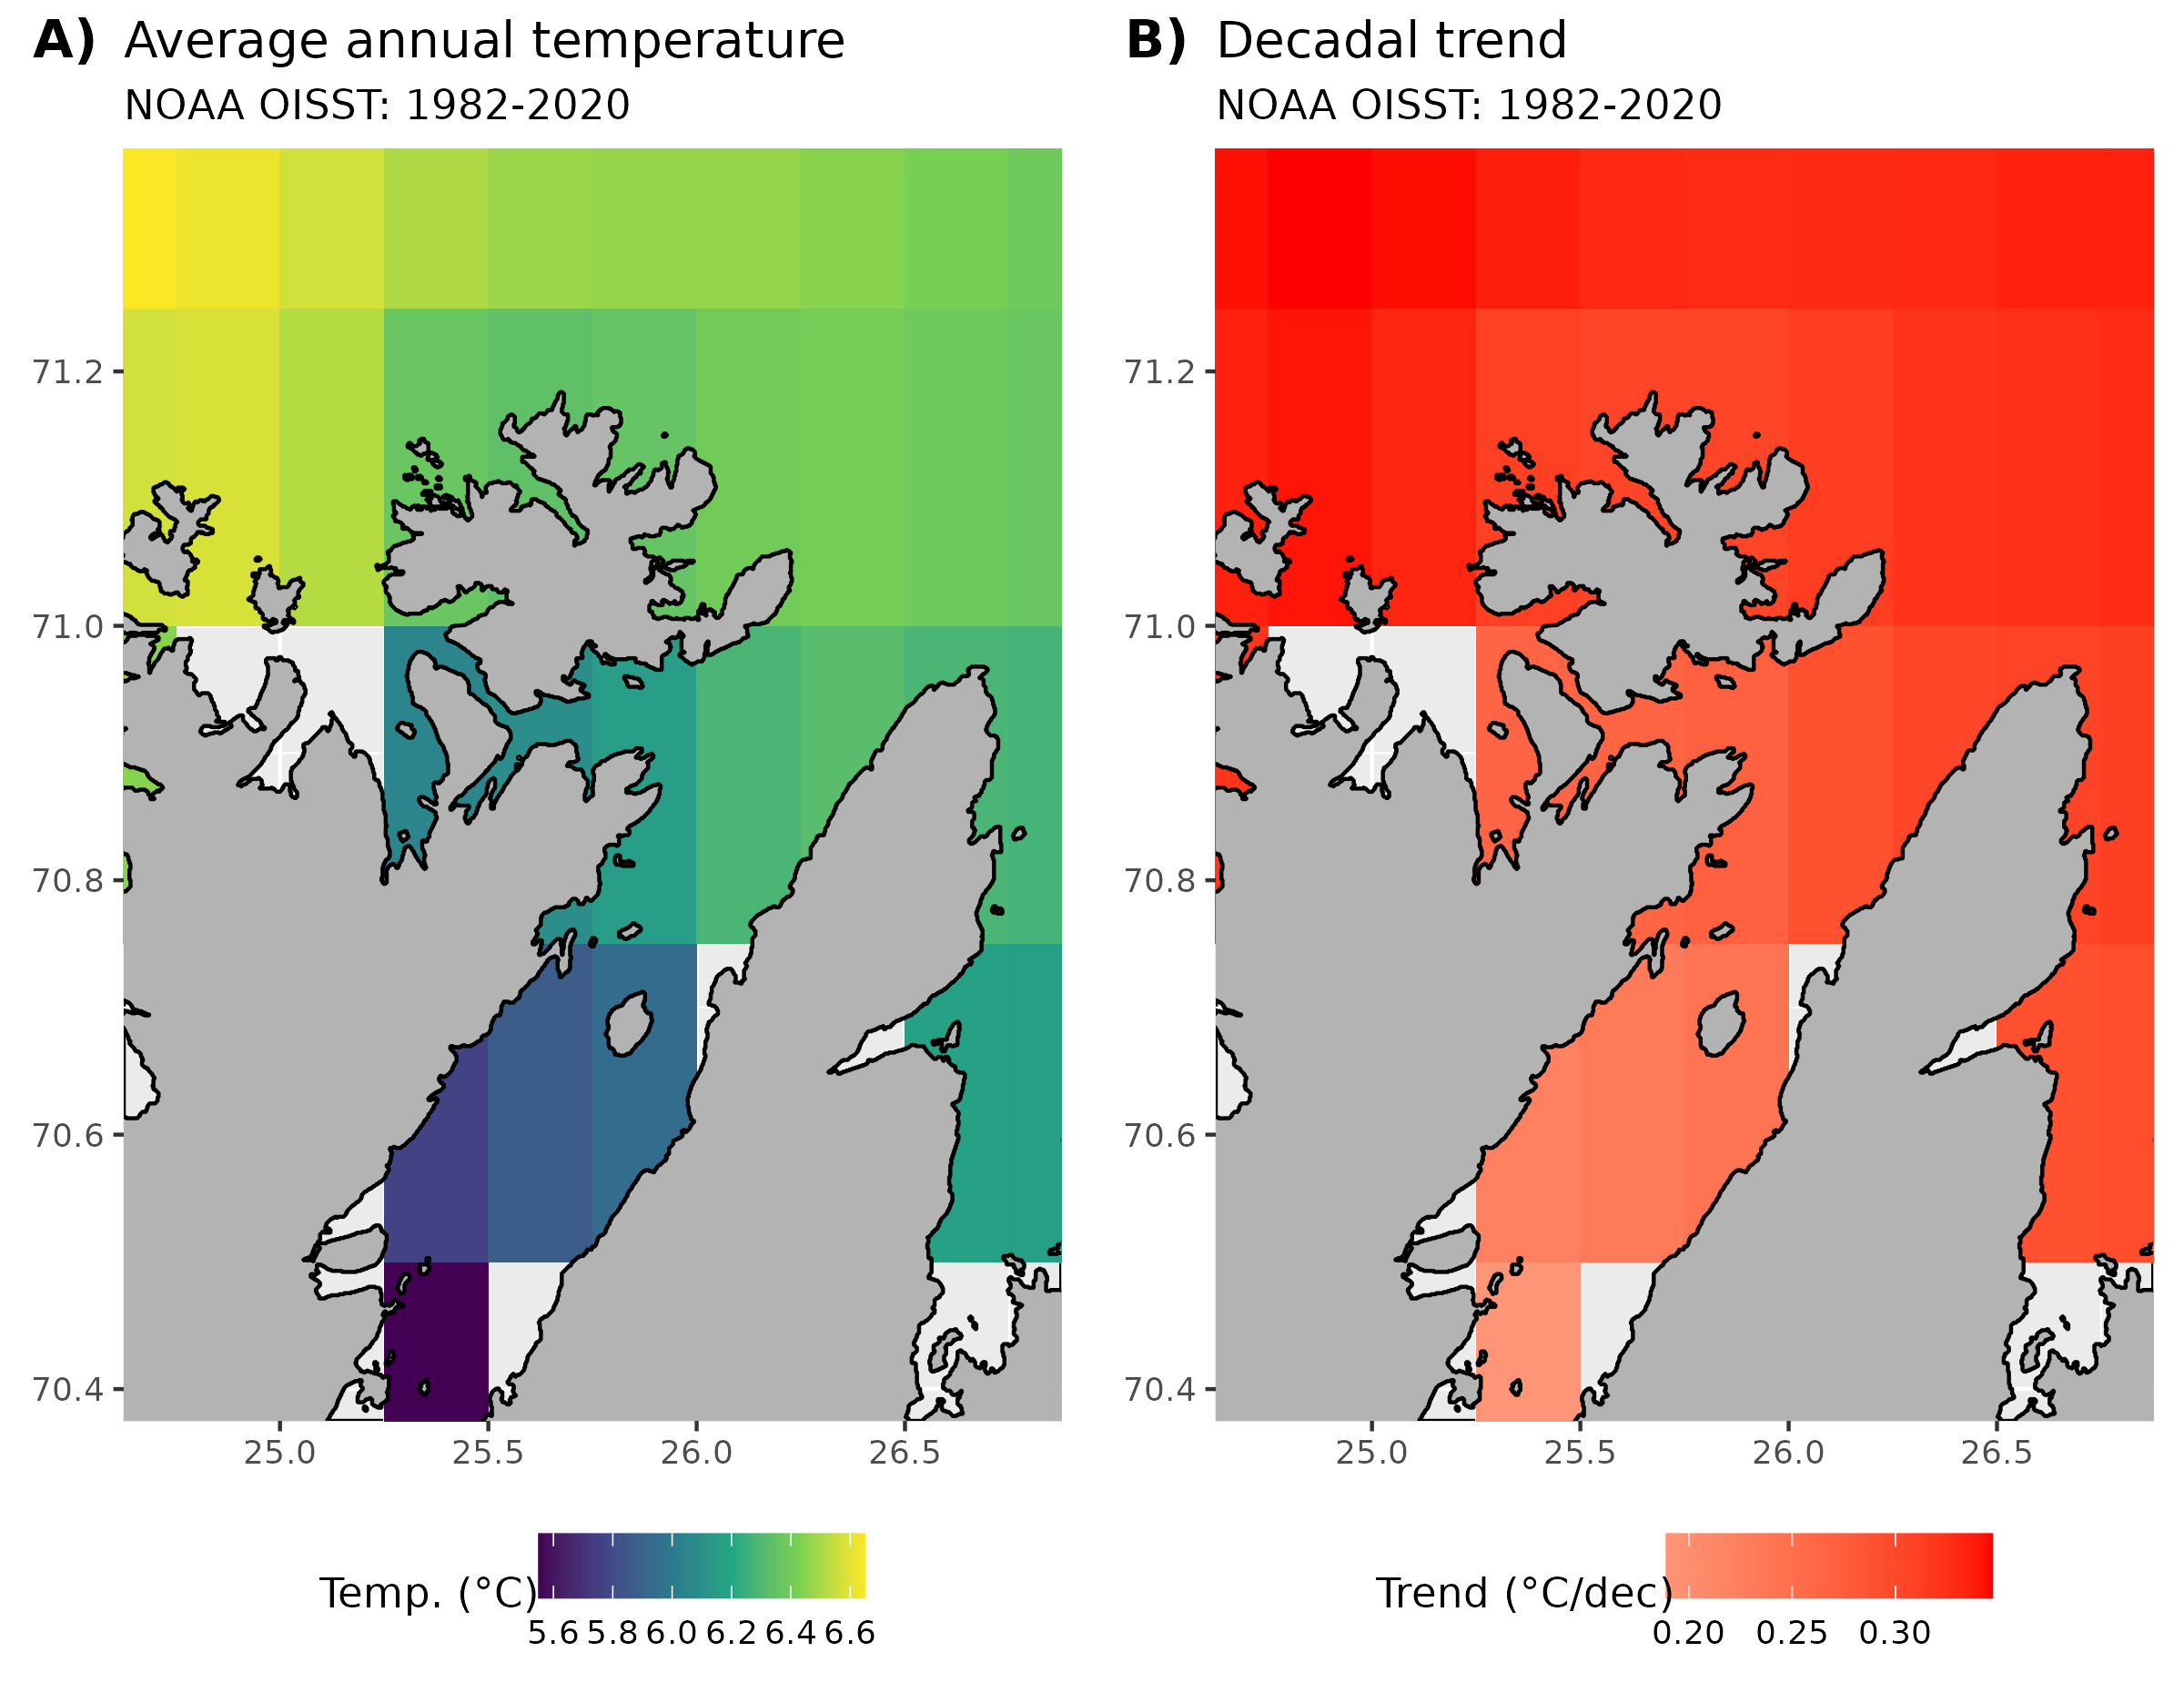 A) Average annual temperature
NOAA OISST: 1982-2020
71.2
71.0
70.8
70.6
70.4
25.0 25.5 26.0 26.5
Temp. (°C)
5.6 5.8 6.0 6.2 6.4 6.6
B) Decadal trend
NOAA OISST: 1982-2020
71.2
71.0
70.8
70.6
70.4
25.0 25.5 26.0 26.5
Trend (°C/dec)
0.20 0.25 0.30